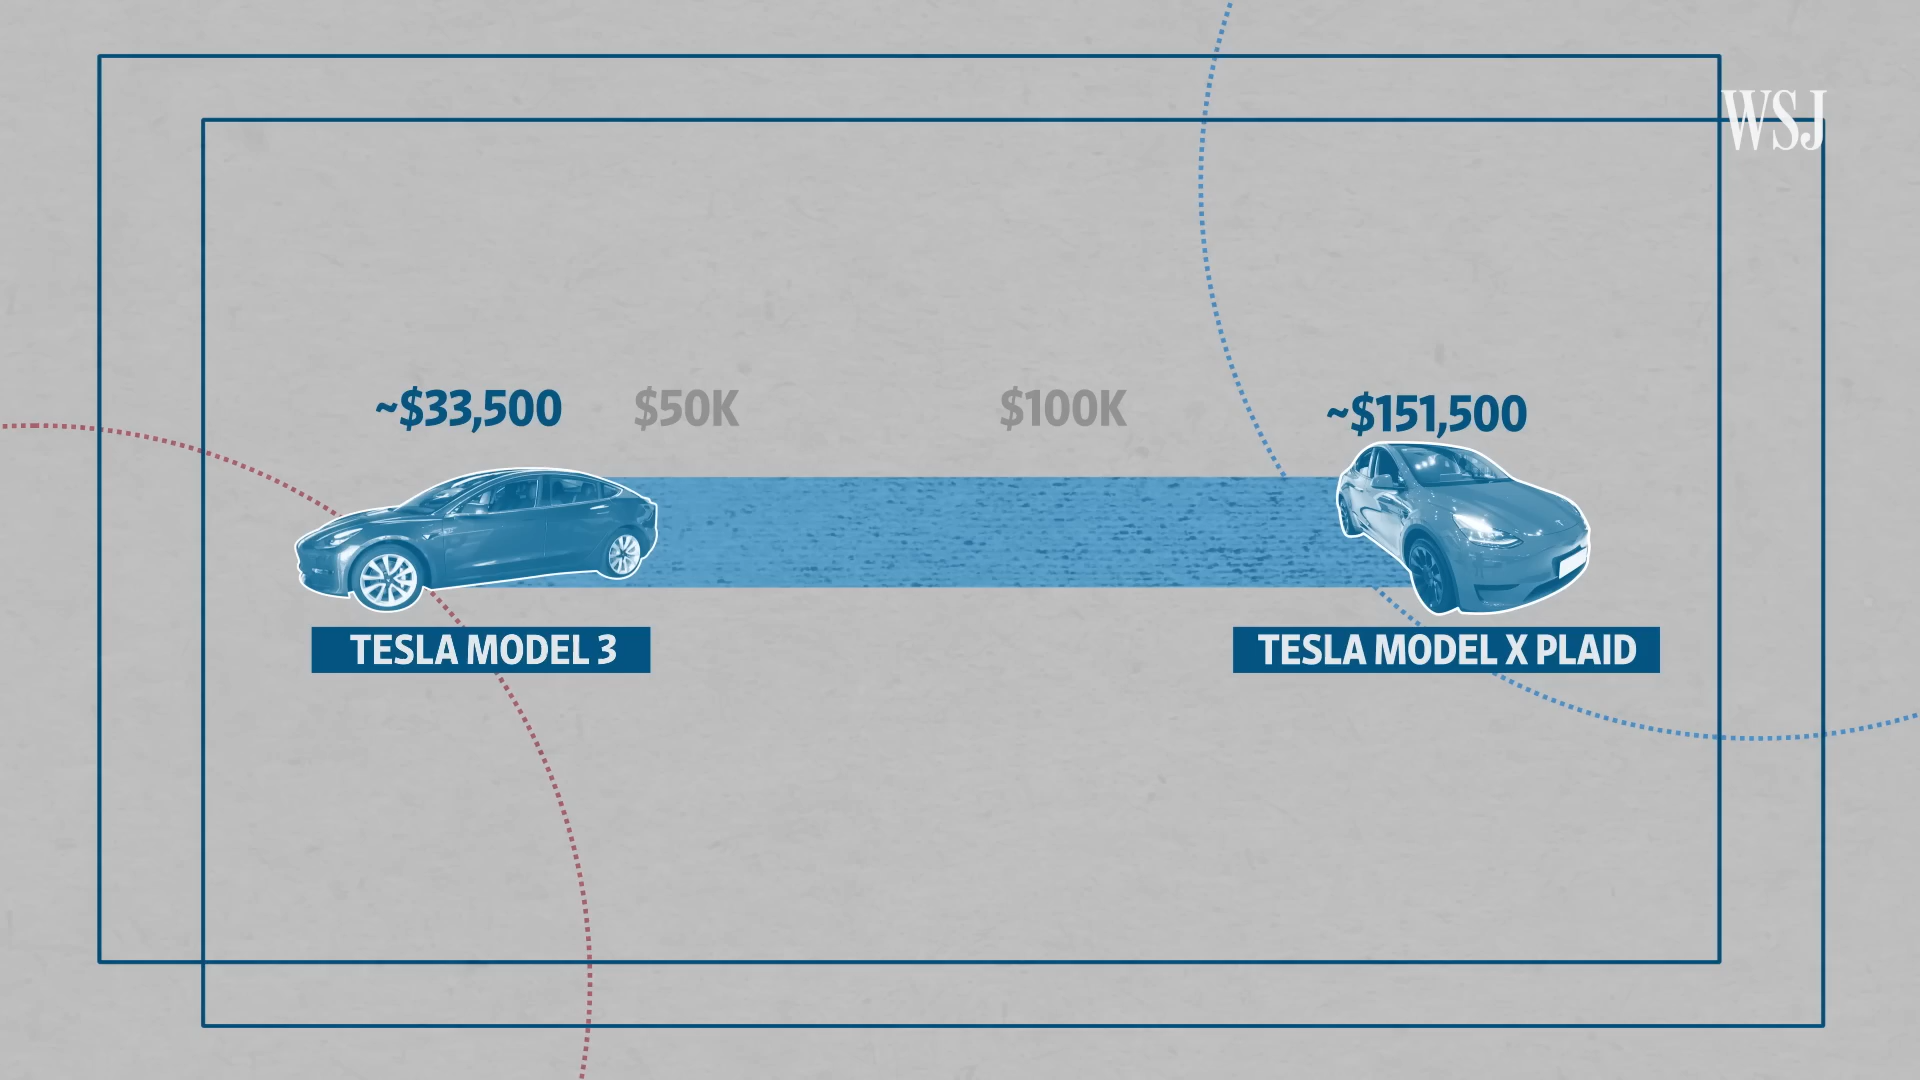 WSJ
~$33,500
$50K
$100K
~$151,500
TESLA MODEL 3
TESLA MODEL X PLAID